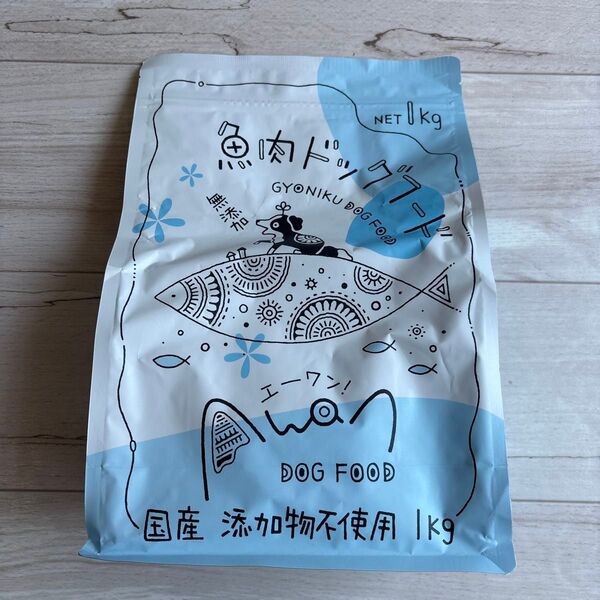 NET 1kg
魚肉ドッグフード
GYONIKU DOG FOOD
無添加
エーワン!
Awan
DOG FOOD
国産 添加物不使用 1kg